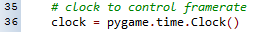 35 # clock to control framerate
36 clock = pygame.time.Clock()